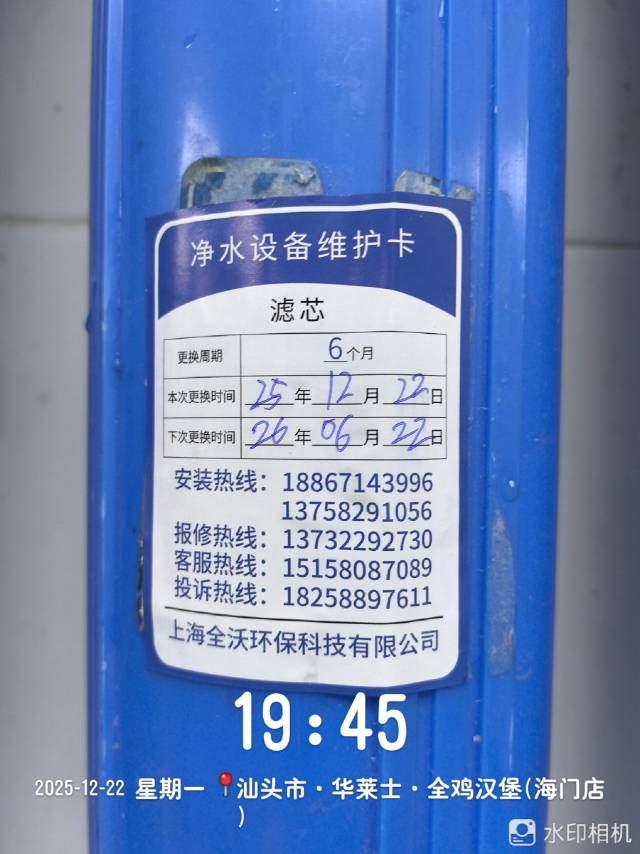 净水设备维护卡
滤芯
更换周期 6个月
本次更换时间 25年12月22日
下次更换时间 26年06月22日
安装热线：18867143996
13758291056
报修热线：13732292730
客服热线：15158087089
投诉热线：18258897611
上海全沃环保科技有限公司
19:45
2025-12-22 星期一 📍汕头市·华莱士·全鸡汉堡(海门店
)
水印相机